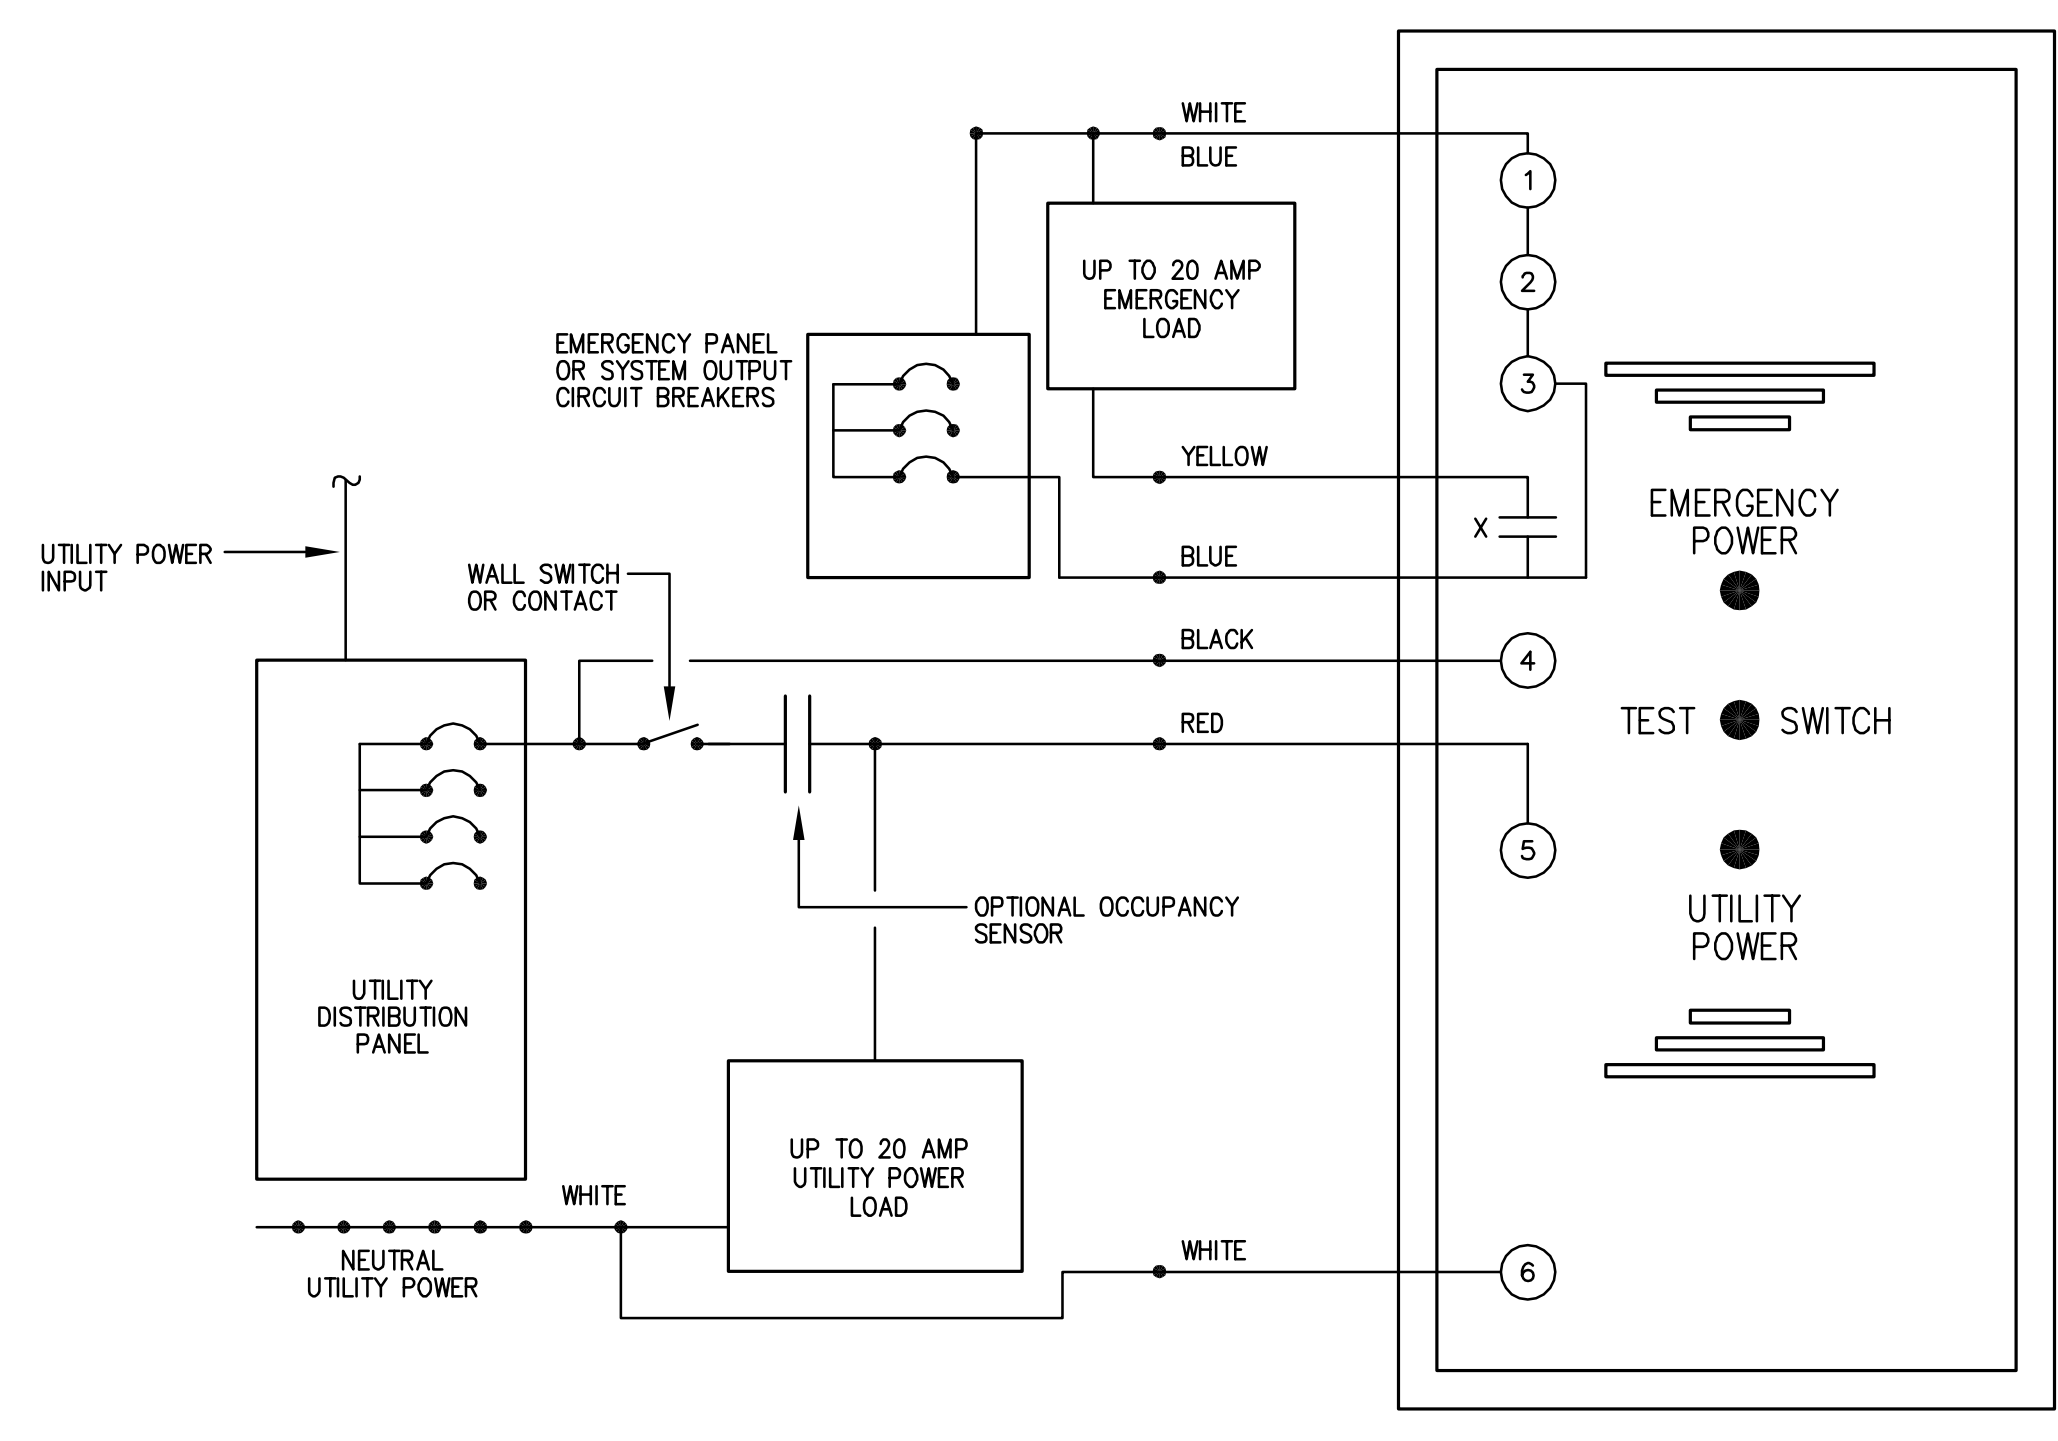 WHITE
BLUE
1
UP TO 20 AMP
EMERGENCY
LOAD
2
EMERGENCY PANEL
OR SYSTEM OUTPUT
CIRCUIT BREAKERS
3
YELLOW
EMERGENCY
POWER
X
UTILITY POWER
INPUT
WALL SWITCH
OR CONTACT
BLUE
BLACK
4
RED
TEST SWITCH
5
OPTIONAL OCCUPANCY
SENSOR
UTILITY
POWER
UTILITY
DISTRIBUTION
PANEL
UP TO 20 AMP
UTILITY POWER
LOAD
WHITE
NEUTRAL
UTILITY POWER
WHITE
6